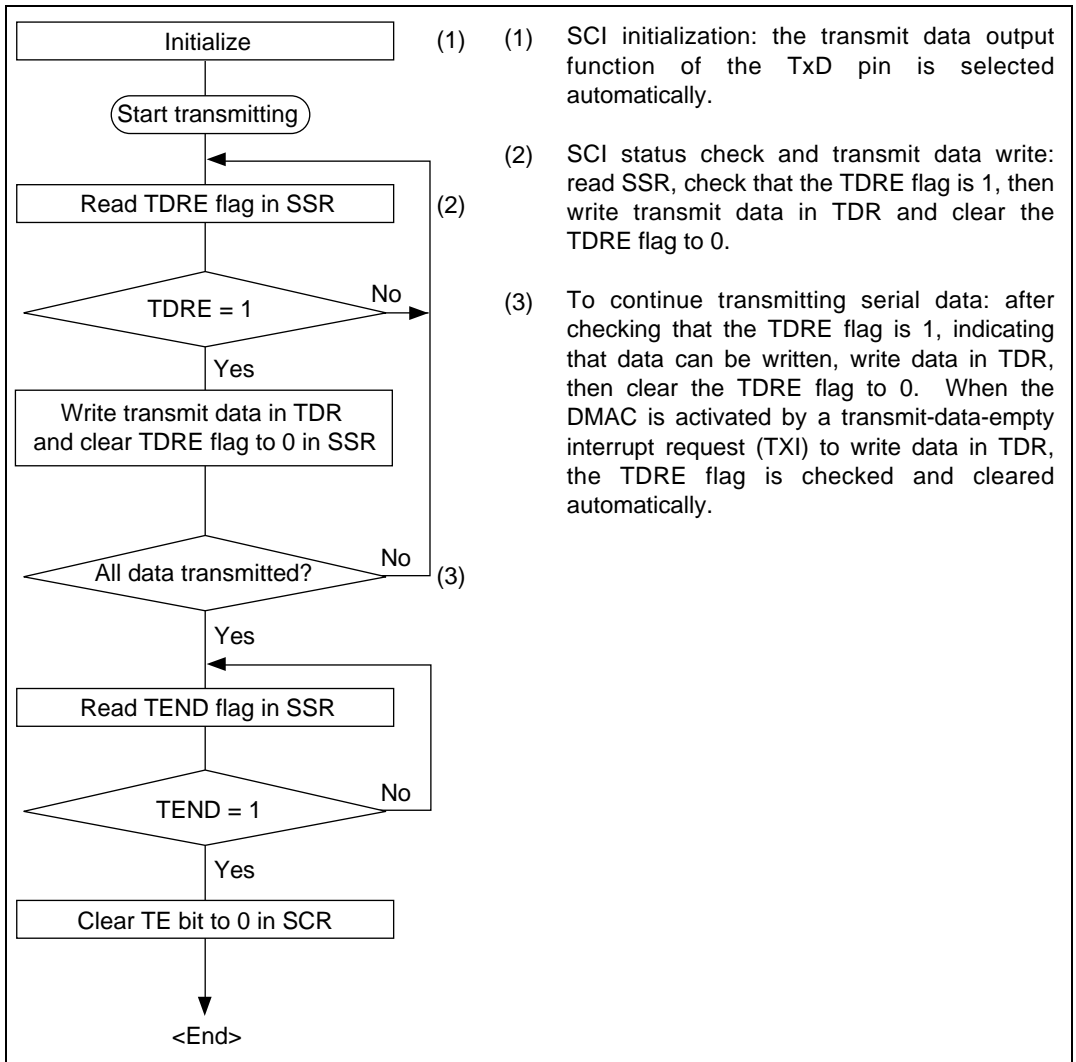 Initialize
(1)
Start transmitting
Read TDRE flag in SSR
(2)
TDRE = 1
No
Yes
Write transmit data in TDR
and clear TDRE flag to 0 in SSR
All data transmitted?
No
(3)
Yes
Read TEND flag in SSR
TEND = 1
No
Yes
Clear TE bit to 0 in SCR
<End>
(1) SCI initialization: the transmit data output
function of the TxD pin is selected
automatically.
(2) SCI status check and transmit data write:
read SSR, check that the TDRE flag is 1, then
write transmit data in TDR and clear the
TDRE flag to 0.
(3) To continue transmitting serial data: after
checking that the TDRE flag is 1, indicating
that data can be written, write data in TDR,
then clear the TDRE flag to 0. When the
DMAC is activated by a transmit-data-empty
interrupt request (TXI) to write data in TDR,
the TDRE flag is checked and cleared
automatically.